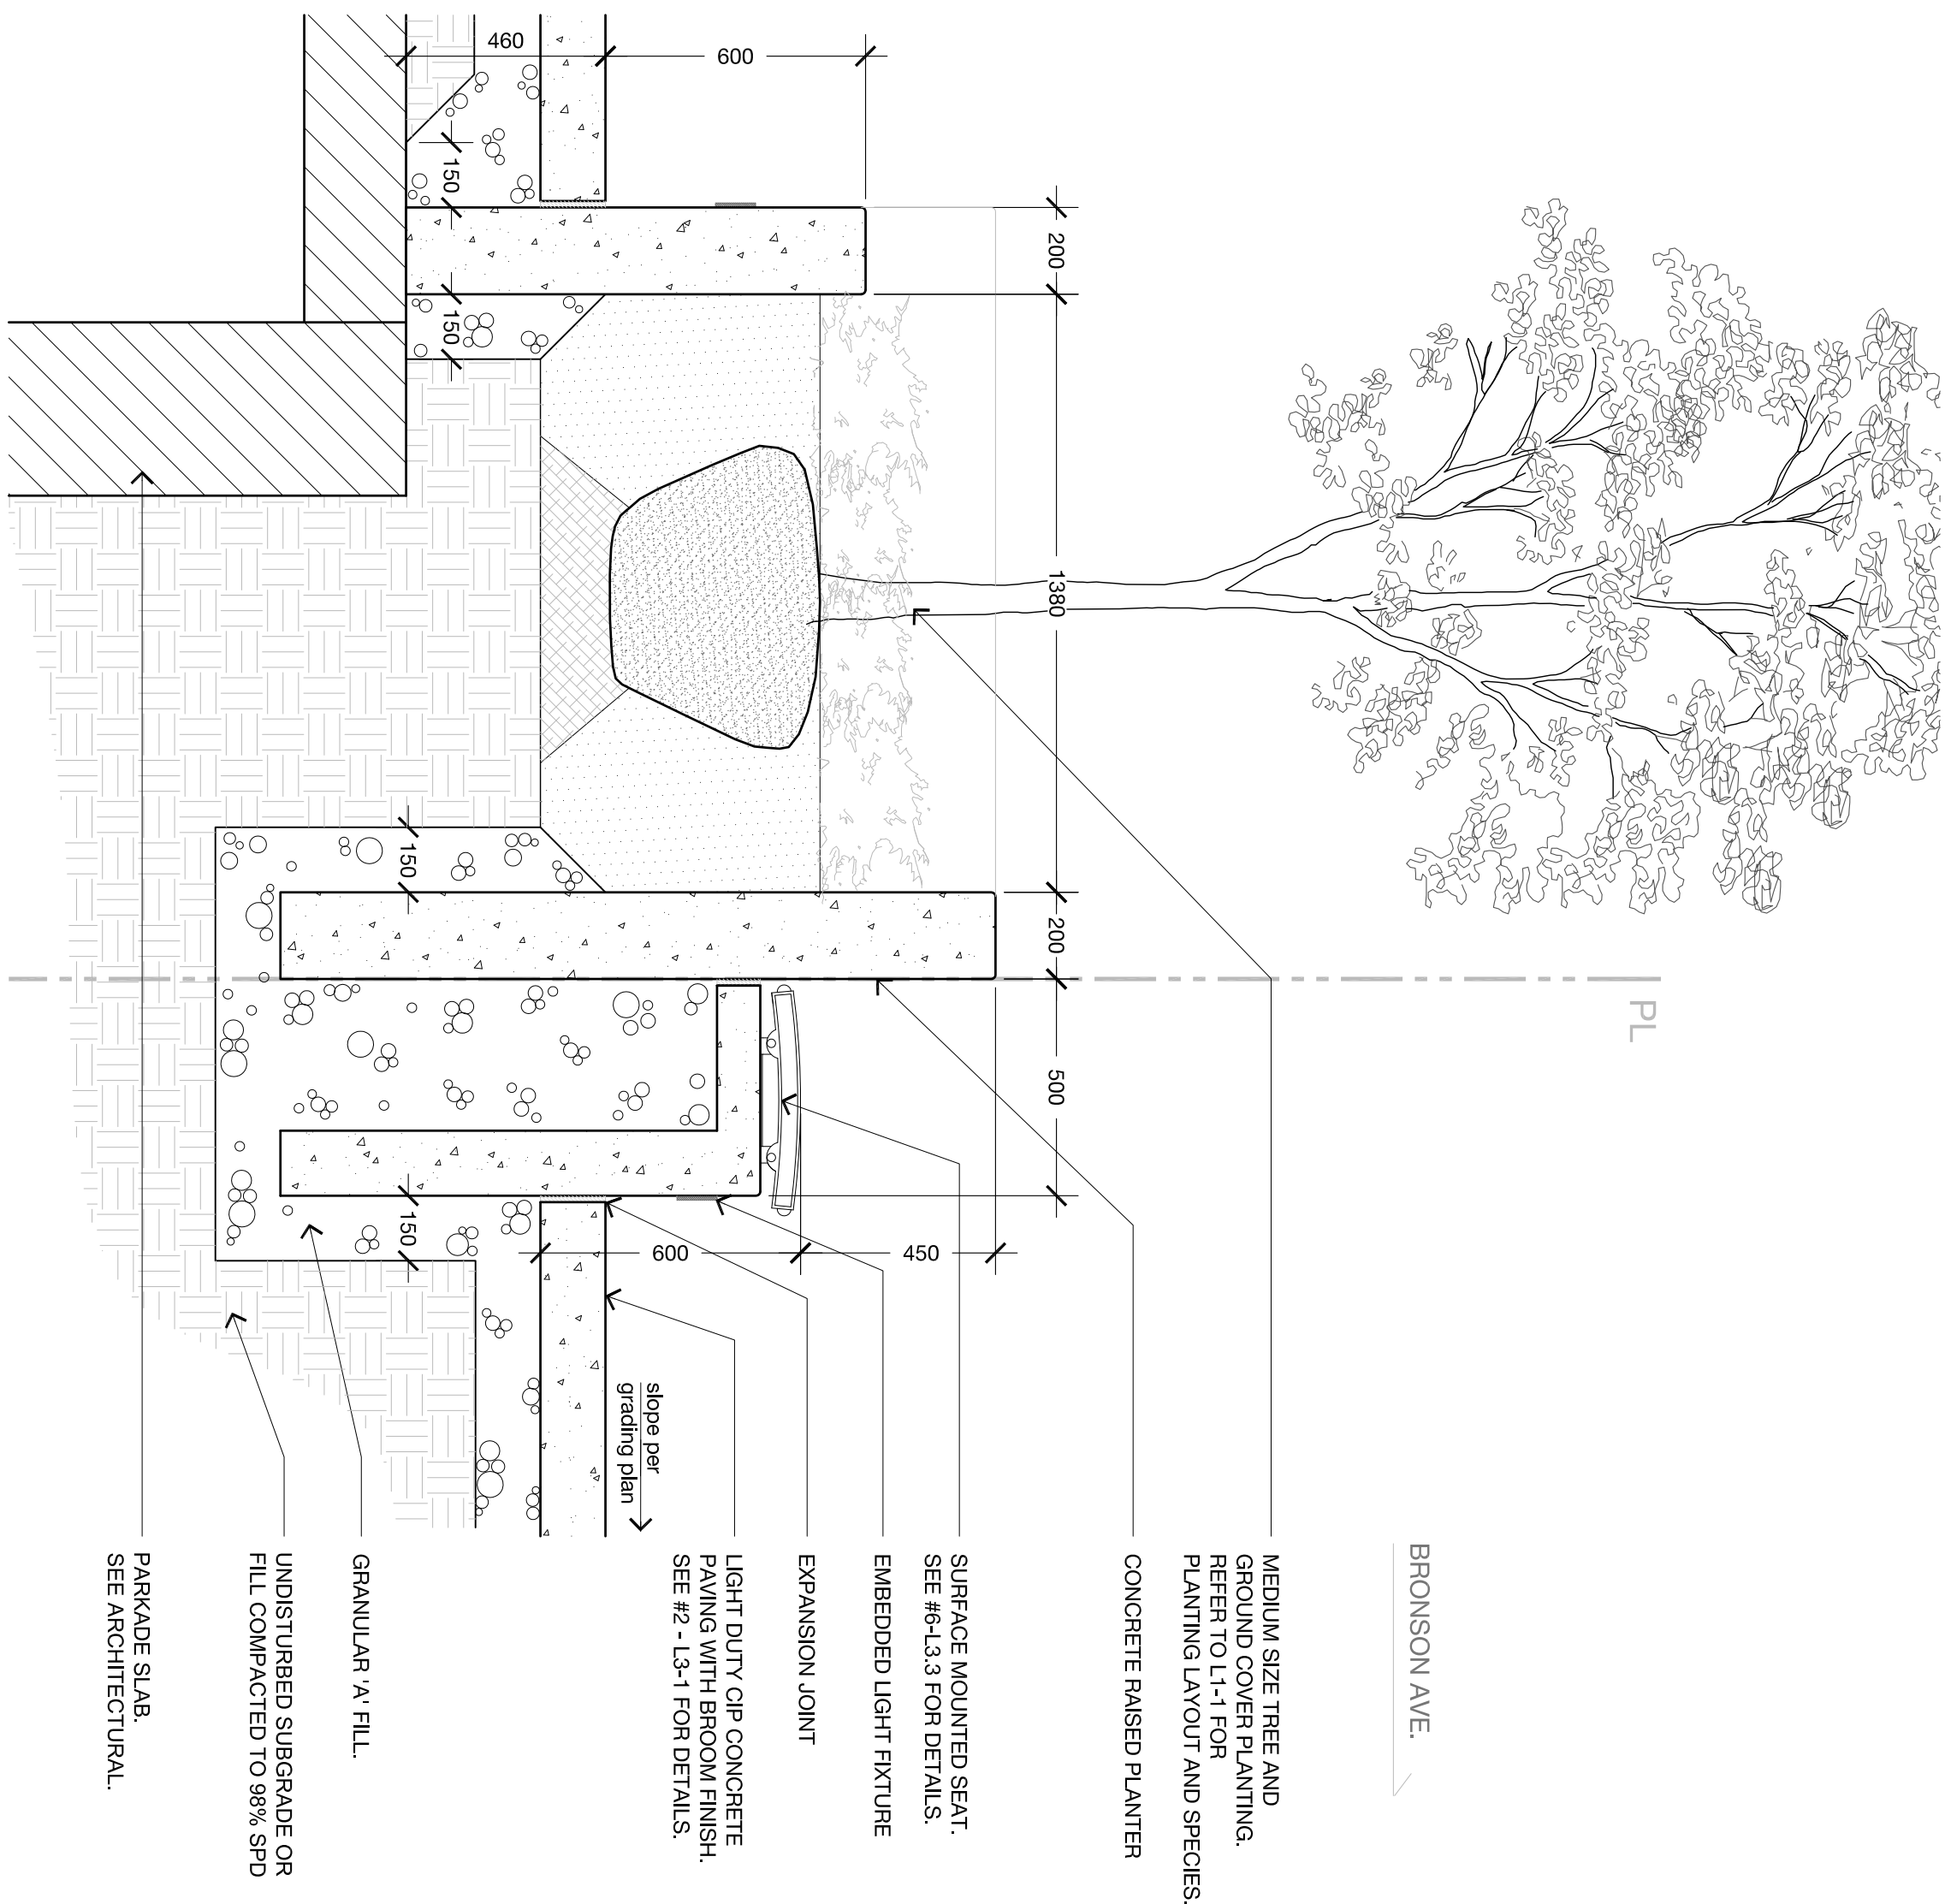 BRONSON AVE.
MEDIUM SIZE TREE AND
GROUND COVER PLANTING.
REFER TO L1-1 FOR
PLANTING LAYOUT AND SPECIES.
CONCRETE RAISED PLANTER
SURFACE MOUNTED SEAT.
SEE #6-L3.3 FOR DETAILS.
EMBEDDED LIGHT FIXTURE
EXPANSION JOINT
LIGHT DUTY CIP CONCRETE
PAVING WITH BROOM FINISH.
SEE #2 - L3-1 FOR DETAILS.
GRANULAR 'A' FILL.
UNDISTURBED SUBGRADE OR
FILL COMPACTED TO 98% SPD
PARKADE SLAB.
SEE ARCHITECTURAL.
PL
slope per
grading plan
200
1380
200
500
600
460
600
450
150
150
150
150